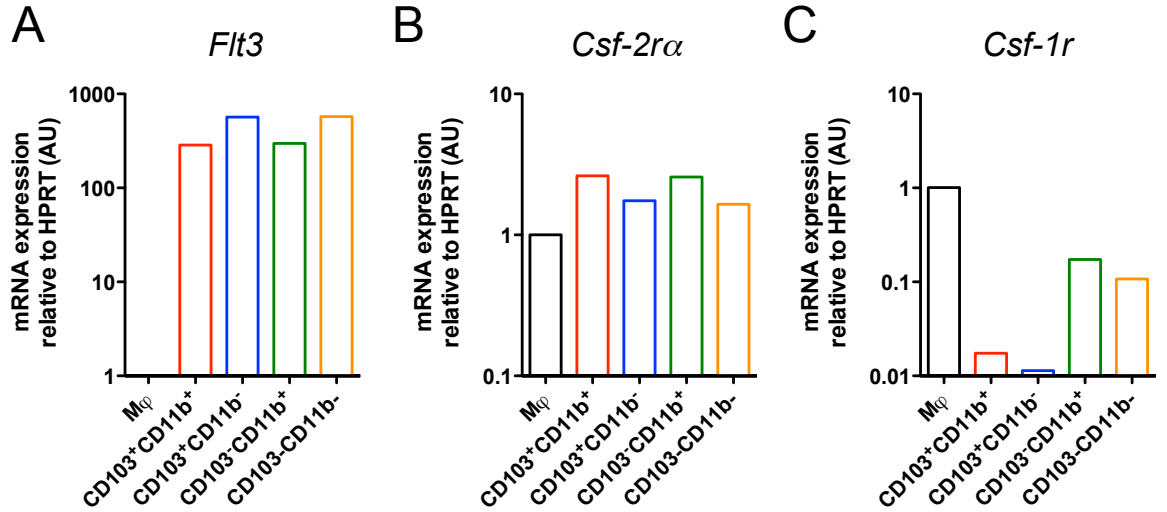 A
Flt3
mRNA expression
relative to HPRT (AU)
1000
100
10
1
Mφ
CD103⁺CD11b⁺
CD103⁺CD11b⁻
CD103⁻CD11b⁺
CD103-CD11b-
B
Csf-2rα
mRNA expression
relative to HPRT (AU)
10
1
0.1
Mφ
CD103⁺CD11b⁺
CD103⁺CD11b⁻
CD103⁻CD11b⁺
CD103-CD11b-
C
Csf-1r
mRNA expression
relative to HPRT (AU)
10
1
0.1
0.01
Mφ
CD103⁺CD11b⁺
CD103⁺CD11b⁻
CD103⁻CD11b⁺
CD103-CD11b-